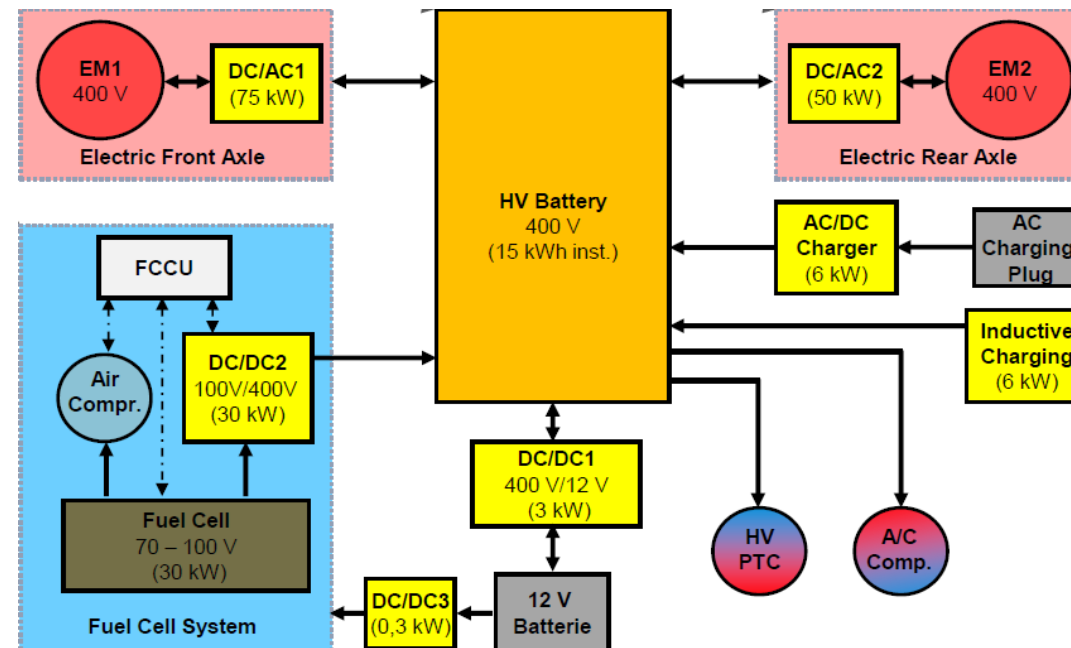 EM1
400 V
DC/AC1
(75 kW)
Electric Front Axle
HV Battery
400 V
(15 kWh inst.)
DC/AC2
(50 kW)
EM2
400 V
Electric Rear Axle
AC/DC
Charger
(6 kW)
AC
Charging
Plug
Inductive
Charging
(6 kW)
FCCU
Air
Compr.
DC/DC2
100V/400V
(30 kW)
Fuel Cell
70 – 100 V
(30 kW)
Fuel Cell System
DC/DC1
400 V/12 V
(3 kW)
DC/DC3
(0,3 kW)
12 V
Batterie
HV
PTC
A/C
Comp.